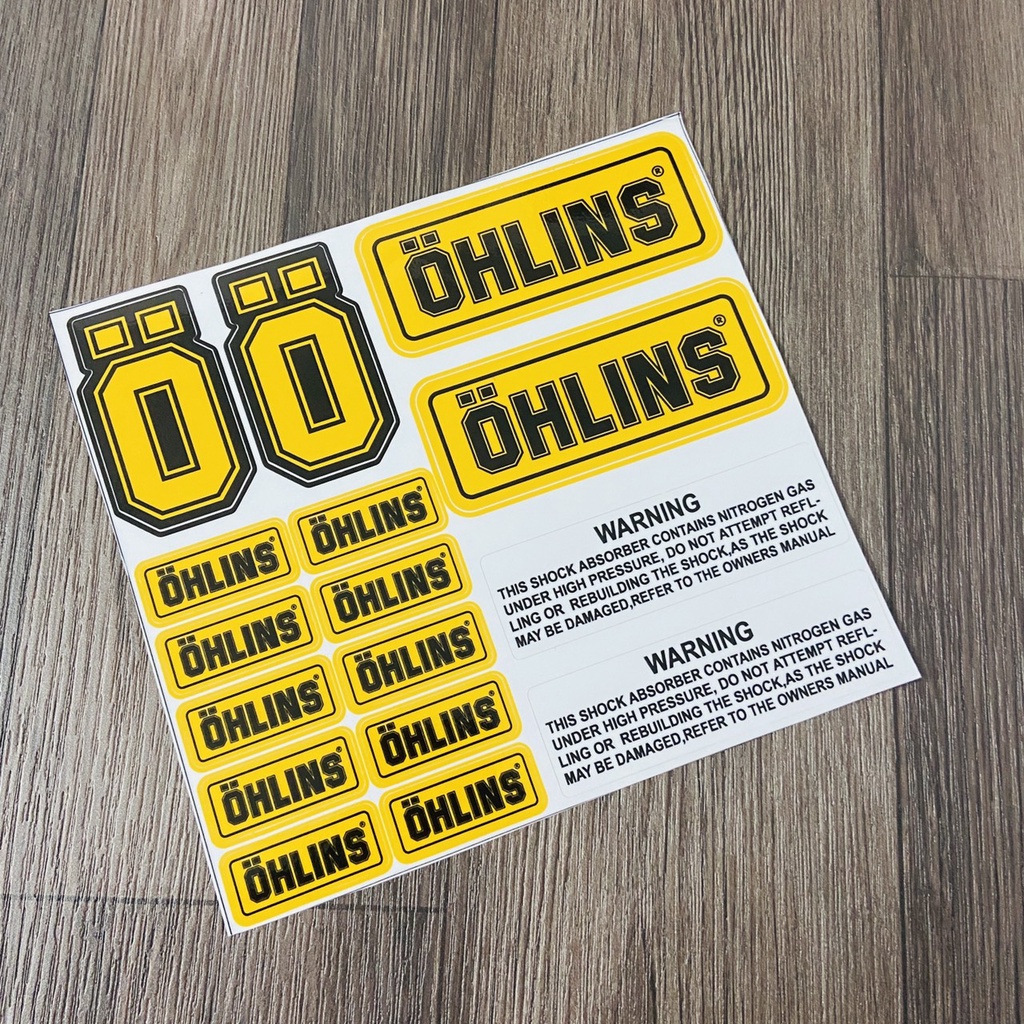 Ö Ö
ÖHLINS®
ÖHLINS®
WARNING
THIS SHOCK ABSORBER CONTAINS NITROGEN GAS
UNDER HIGH PRESSURE, DO NOT ATTEMPT REFL-
LING OR REBUILDING THE SHOCK,AS THE SHOCK
MAY BE DAMAGED,REFER TO THE OWNERS MANUAL
WARNING
THIS SHOCK ABSORBER CONTAINS NITROGEN GAS
UNDER HIGH PRESSURE, DO NOT ATTEMPT REFL-
LING OR REBUILDING THE SHOCK,AS THE SHOCK
MAY BE DAMAGED,REFER TO THE OWNERS MANUAL
ÖHLINS®
ÖHLINS®
ÖHLINS®
ÖHLINS®
ÖHLINS®
ÖHLINS®
ÖHLINS®
ÖHLINS®
ÖHLINS®
ÖHLINS®